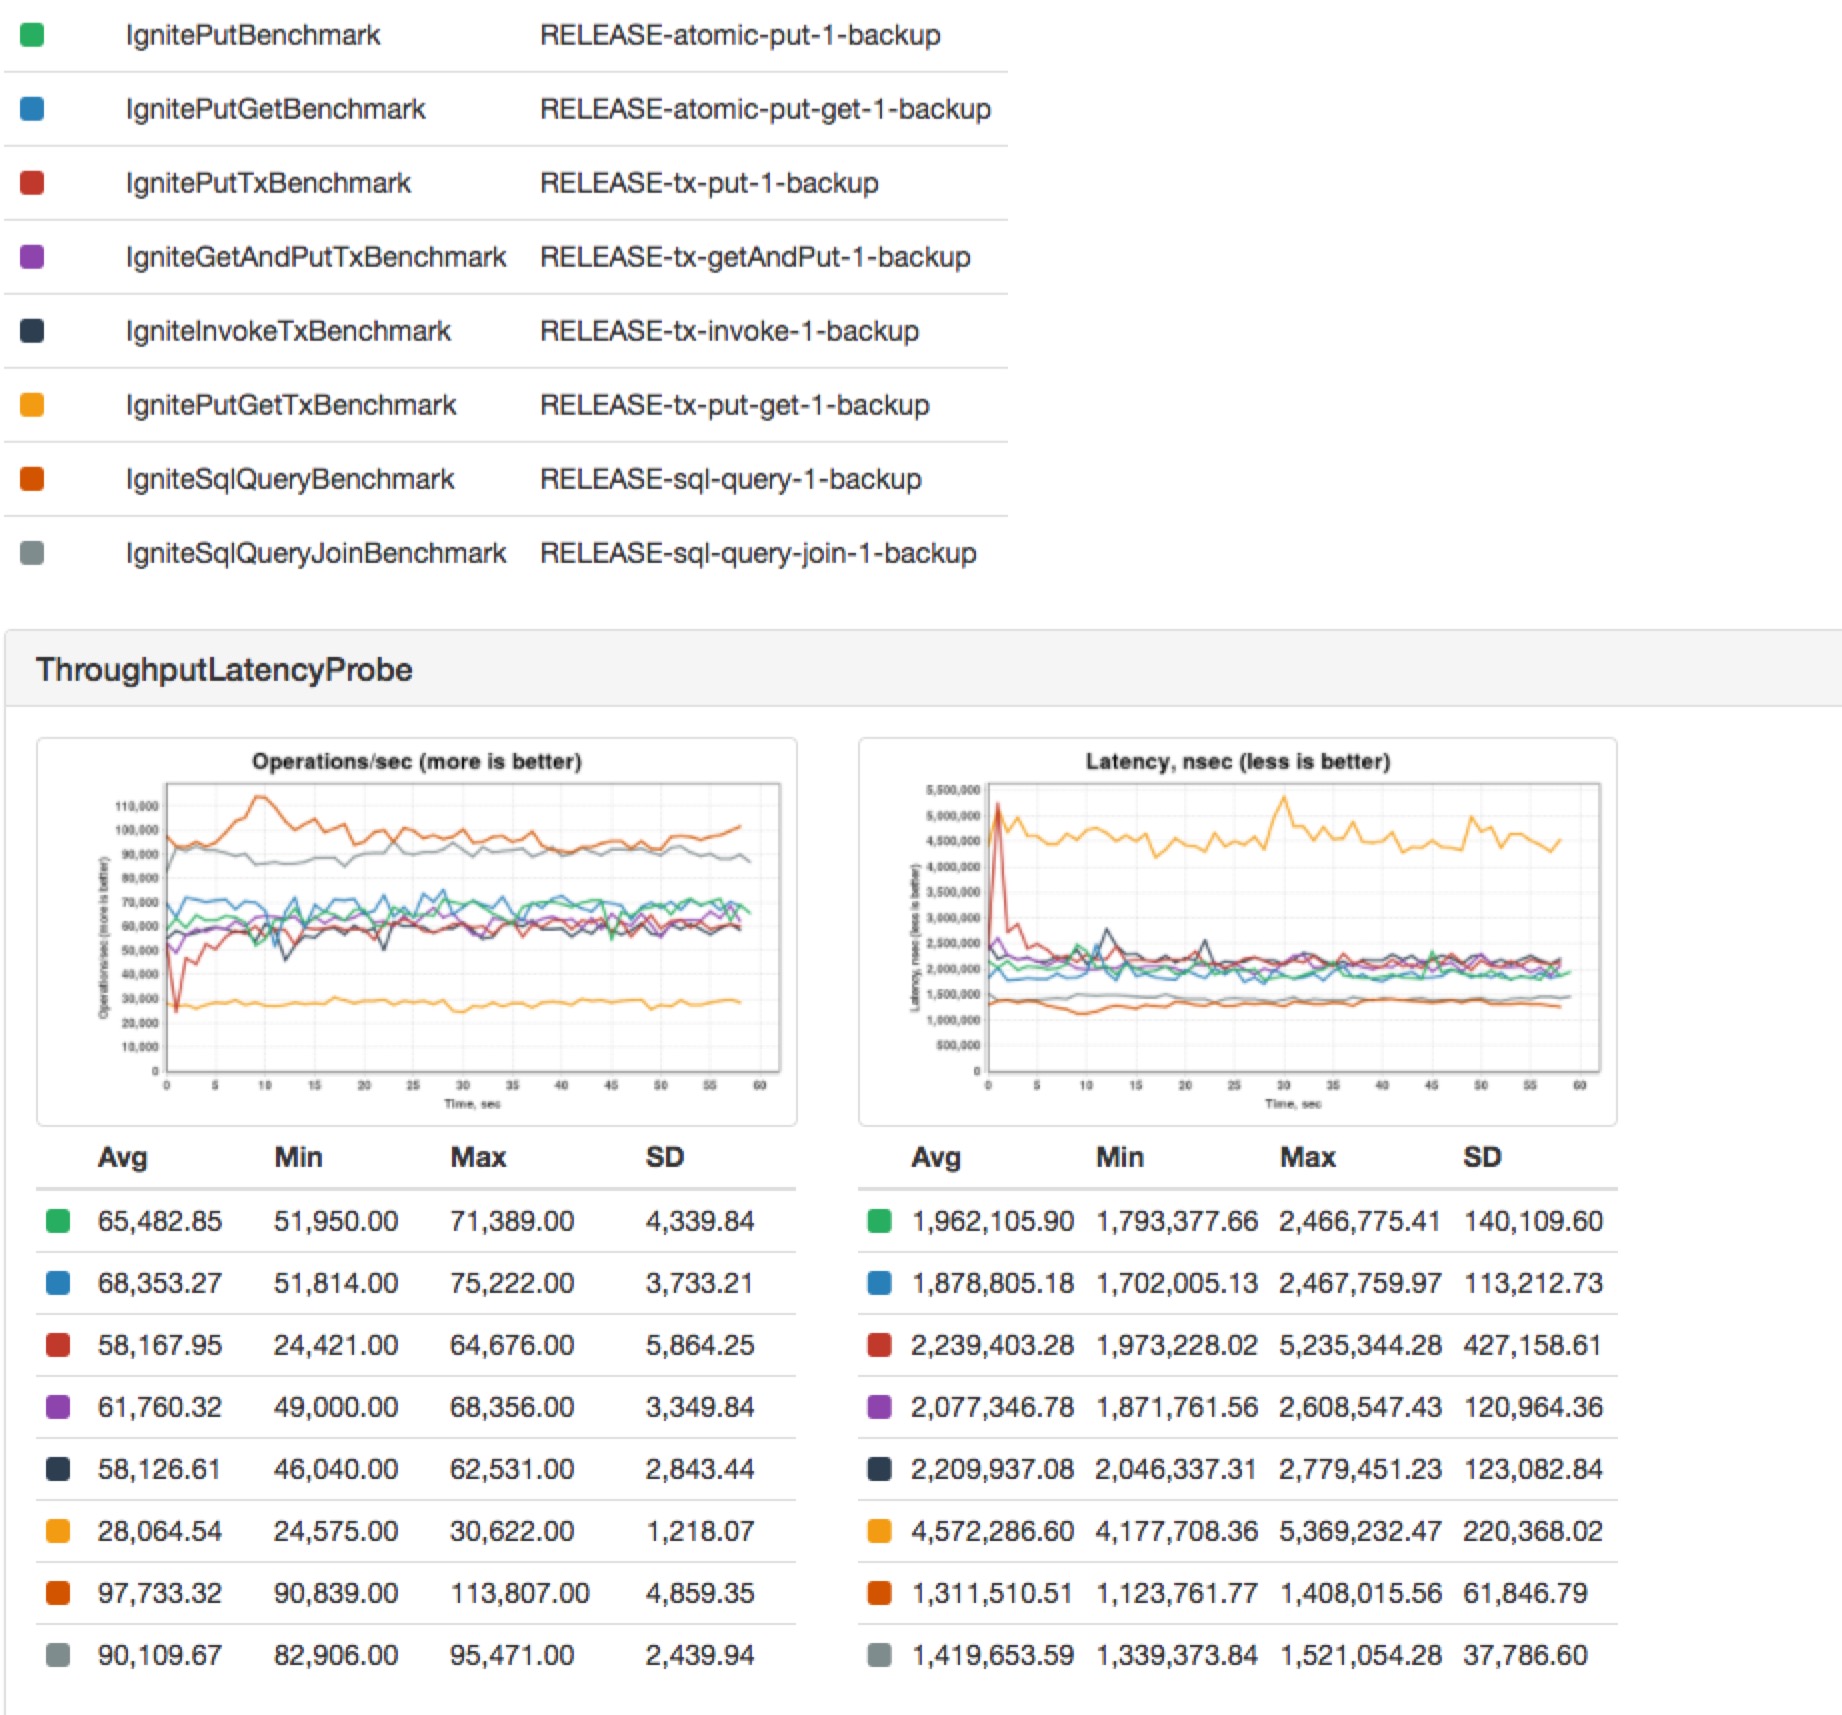 IgnitePutBenchmark RELEASE-atomic-put-1-backup
IgnitePutGetBenchmark RELEASE-atomic-put-get-1-backup
IgnitePutTxBenchmark RELEASE-tx-put-1-backup
IgniteGetAndPutTxBenchmark RELEASE-tx-getAndPut-1-backup
IgniteInvokeTxBenchmark RELEASE-tx-invoke-1-backup
IgnitePutGetTxBenchmark RELEASE-tx-put-get-1-backup
IgniteSqlQueryBenchmark RELEASE-sql-query-1-backup
IgniteSqlQueryJoinBenchmark RELEASE-sql-query-join-1-backup
ThroughputLatencyProbe
Operations/sec (more is better)
Operations/sec (more is better)
110,000
100,000
90,000
80,000
70,000
60,000
50,000
40,000
30,000
20,000
10,000
0
0 5 10 15 20 25 30 35 40 45 50 55 60
Time, sec
Latency, nsec (less is better)
Latency, nsec (less is better)
5,500,000
5,000,000
4,500,000
4,000,000
3,500,000
3,000,000
2,500,000
2,000,000
1,500,000
1,000,000
500,000
0
0 5 10 15 20 25 30 35 40 45 50 55 60
Time, sec
Avg Min Max SD
65,482.85 51,950.00 71,389.00 4,339.84
68,353.27 51,814.00 75,222.00 3,733.21
58,167.95 24,421.00 64,676.00 5,864.25
61,760.32 49,000.00 68,356.00 3,349.84
58,126.61 46,040.00 62,531.00 2,843.44
28,064.54 24,575.00 30,622.00 1,218.07
97,733.32 90,839.00 113,807.00 4,859.35
90,109.67 82,906.00 95,471.00 2,439.94
Avg Min Max SD
1,962,105.90 1,793,377.66 2,466,775.41 140,109.60
1,878,805.18 1,702,005.13 2,467,759.97 113,212.73
2,239,403.28 1,973,228.02 5,235,344.28 427,158.61
2,077,346.78 1,871,761.56 2,608,547.43 120,964.36
2,209,937.08 2,046,337.31 2,779,451.23 123,082.84
4,572,286.60 4,177,708.36 5,369,232.47 220,368.02
1,311,510.51 1,123,761.77 1,408,015.56 61,846.79
1,419,653.59 1,339,373.84 1,521,054.28 37,786.60